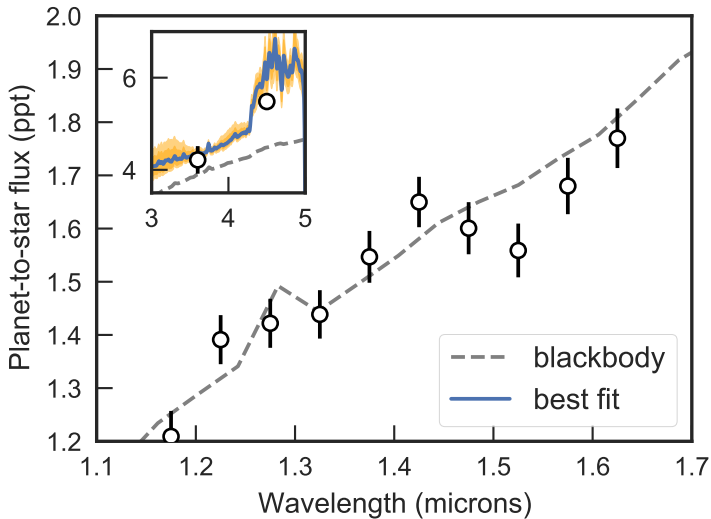 2.0
1.9
1.8
1.7
1.6
1.5
1.4
1.3
1.2
Planet-to-star flux (ppt)
6
4
3 4 5
blackbody
best fit
1.1 1.2 1.3 1.4 1.5 1.6 1.7
Wavelength (microns)